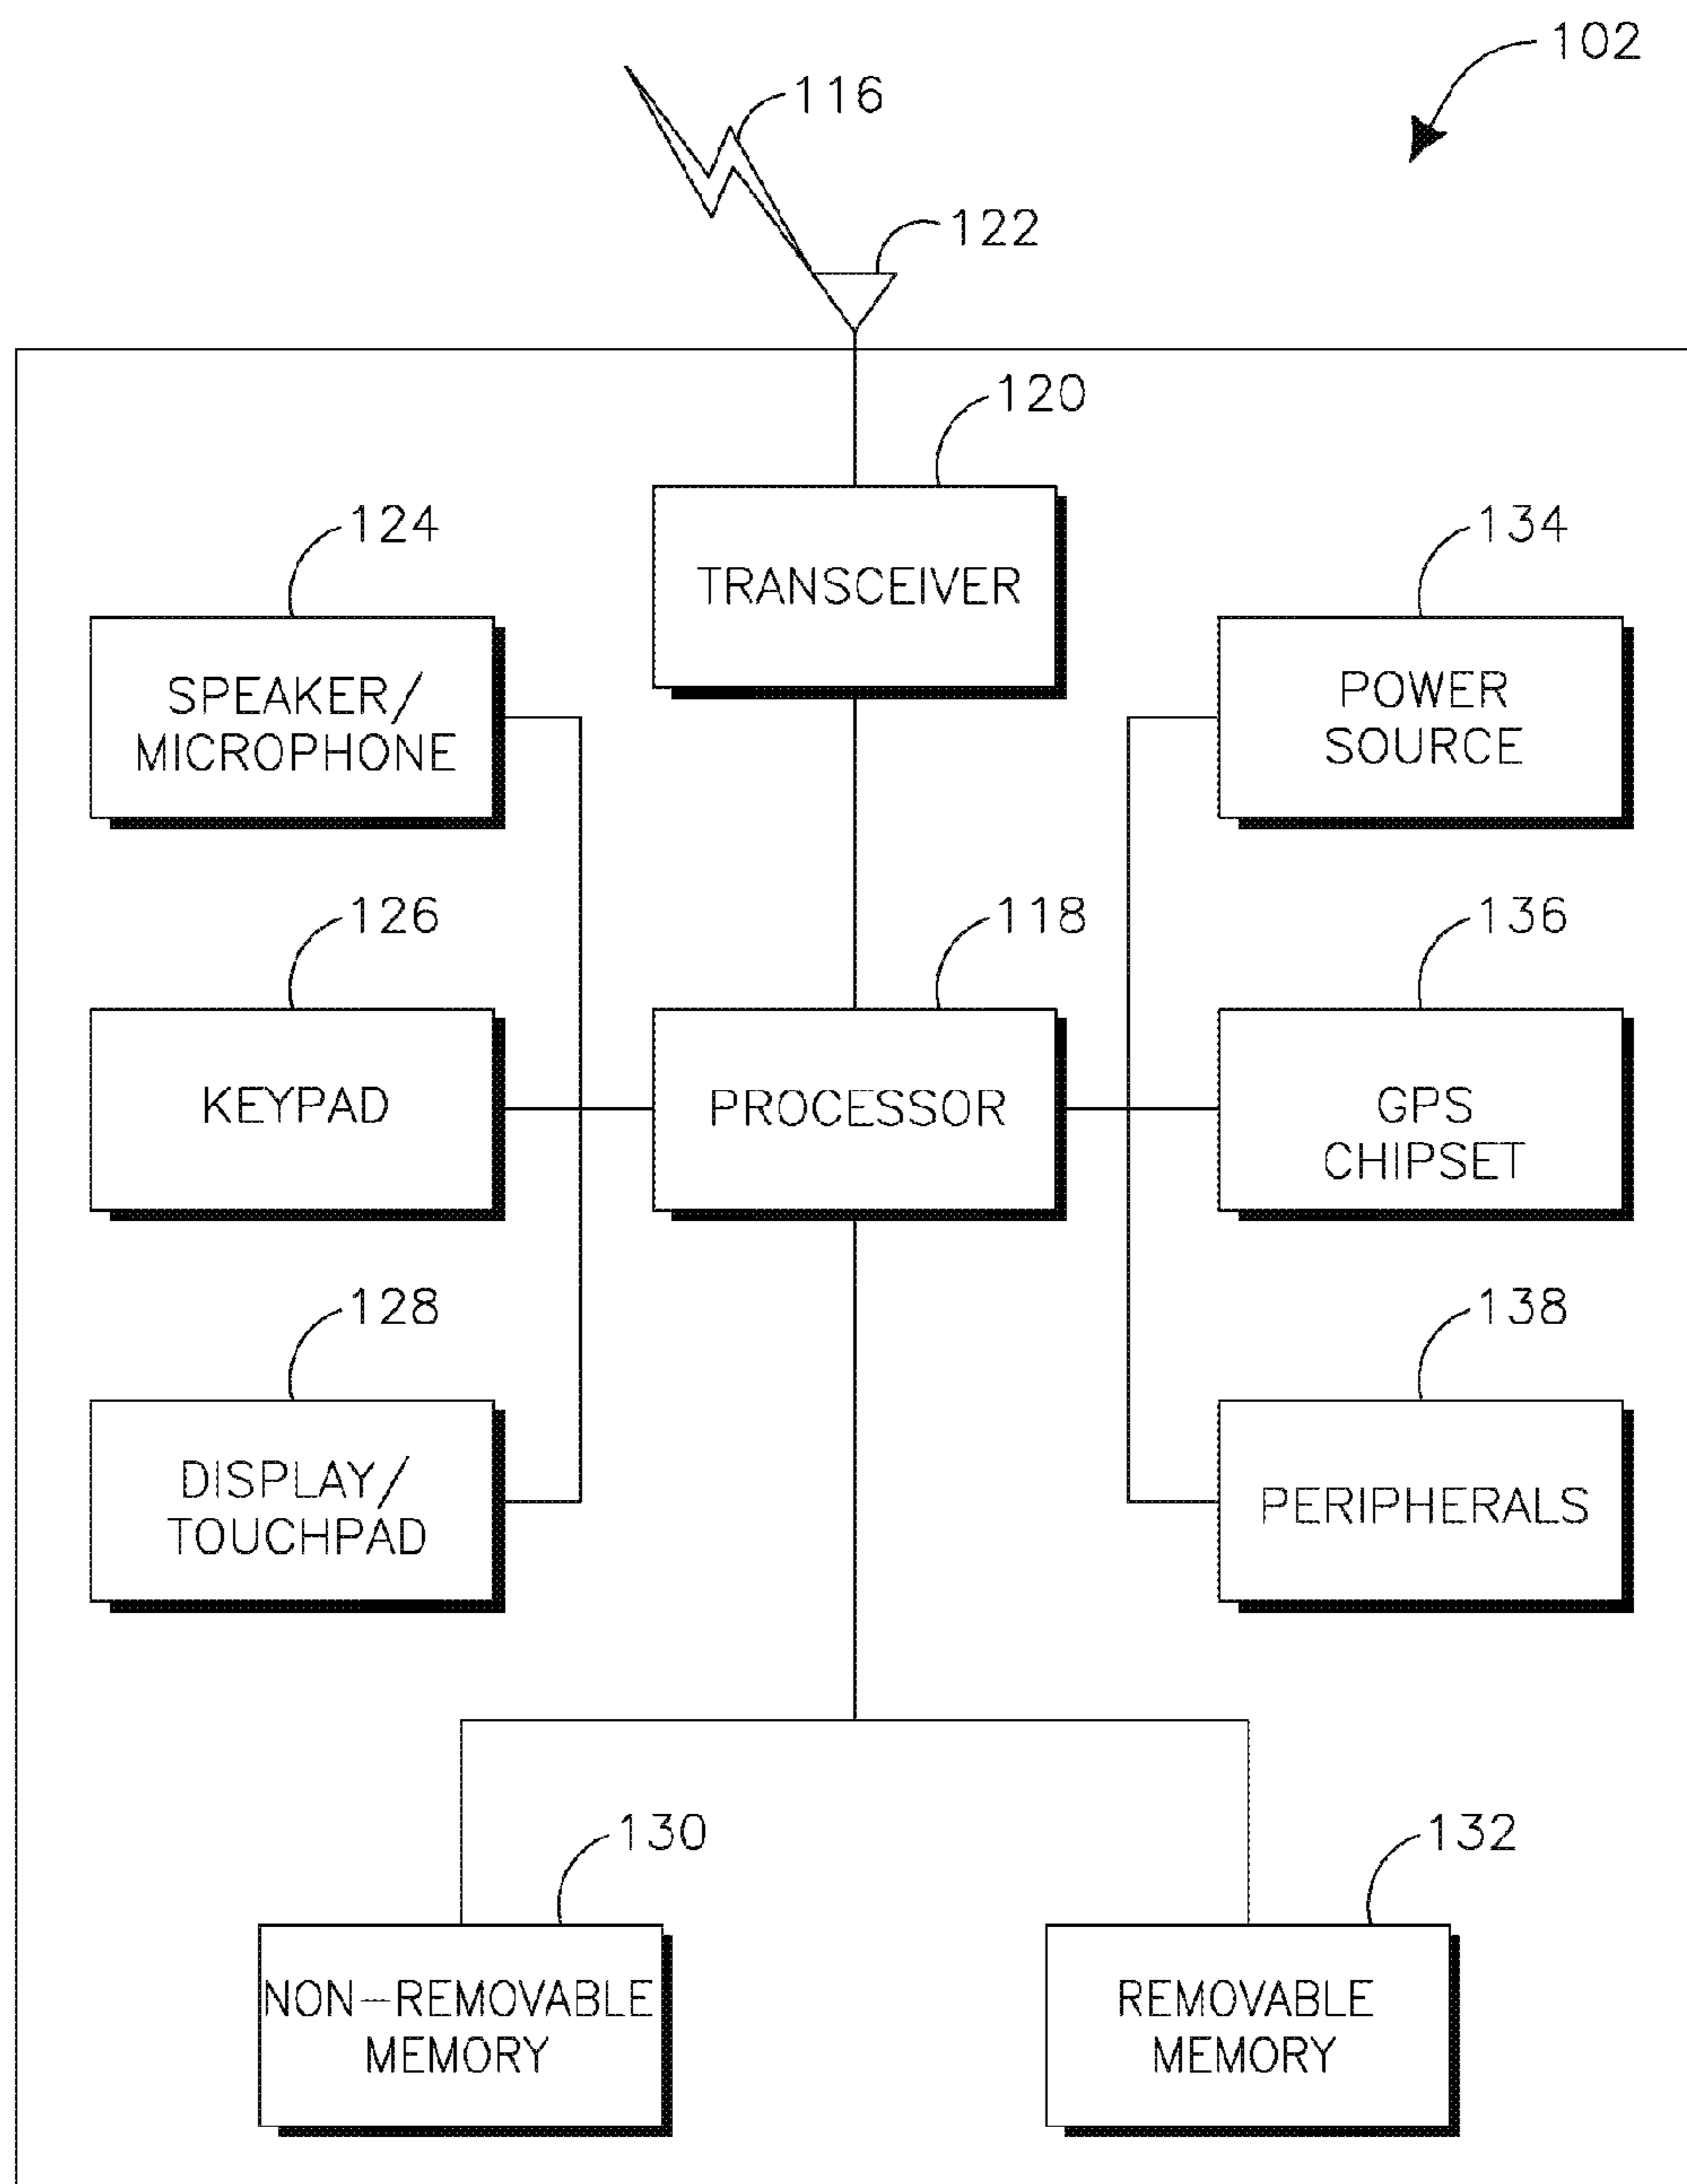 102
116
122
120
TRANSCEIVER
124
SPEAKER/
MICROPHONE
134
POWER
SOURCE
126
KEYPAD
118
PROCESSOR
136
GPS
CHIPSET
128
DISPLAY/
TOUCHPAD
138
PERIPHERALS
130
NON-REMOVABLE
MEMORY
132
REMOVABLE
MEMORY